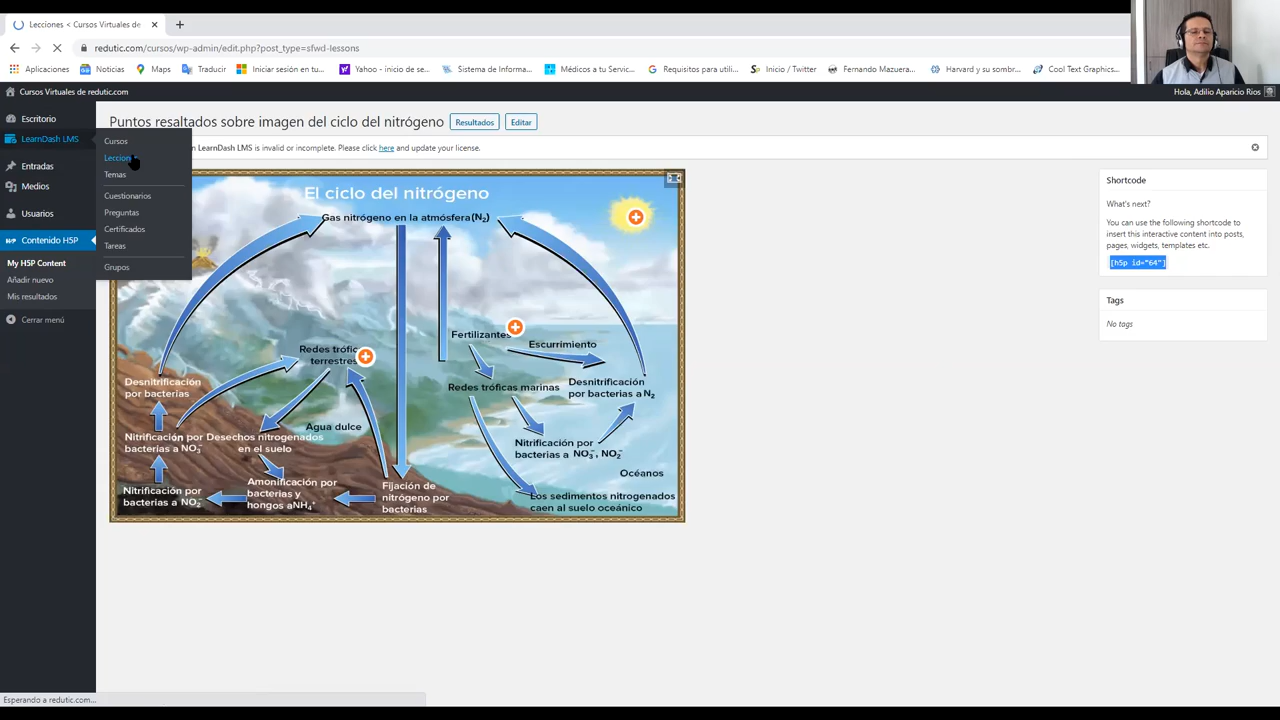 Lecciones < Cursos Virtuales de
redutic.com/cursos/wp-admin/edit.php?post_type=sfwd-lessons
Aplicaciones Noticias Maps Traducir Iniciar sesión en tu... Yahoo - inicio de se... Sistema de Informa... Médicos a tu Servic... Requisitos para utili... Inicio / Twitter Fernando Mazuera... Harvard y su sombr... Cool Text Graphics...
Cursos Virtuales de redutic.com Hola, Adilio Aparicio Rios
Escritorio
LearnDash LMS
Entradas
Medios
Usuarios
Contenido H5P
My H5P Content
Añadir nuevo
Mis resultados
Cerrar menú
Cursos
Temas
Cuestionarios
Preguntas
Certificados
Tareas
Grupos
Puntos resaltados sobre imagen del ciclo del nitrógeno Resultados Editar
LearnDash LMS is invalid or incomplete. Please click here and update your license.
El ciclo del nitrógeno
Gas nitrógeno en la atmósfera (N2)
Fertilizantes
Escurrimiento
Redes trófic
terrestres
Desnitrificación
por bacterias
Redes tróficas marinas
Desnitrificación
por bacterias a N2
Agua dulce
Nitrificación por
bacterias a NO3−
Desechos nitrogenados
en el suelo
Nitrificación por
bacterias a NO3−, NO2−
Océanos
Nitrificación por
bacterias a NO2−
Amonificación por
bacterias y
hongos aNH4+
Fijación de
nitrógeno por
bacterias
Los sedimentos nitrogenados
caen al suelo oceánico
Shortcode
What's next?
You can use the following shortcode to
insert this interactive content into posts,
pages, widgets, templates etc.
[h5p id="64"]
Tags
No tags
Esperando a redutic.com...